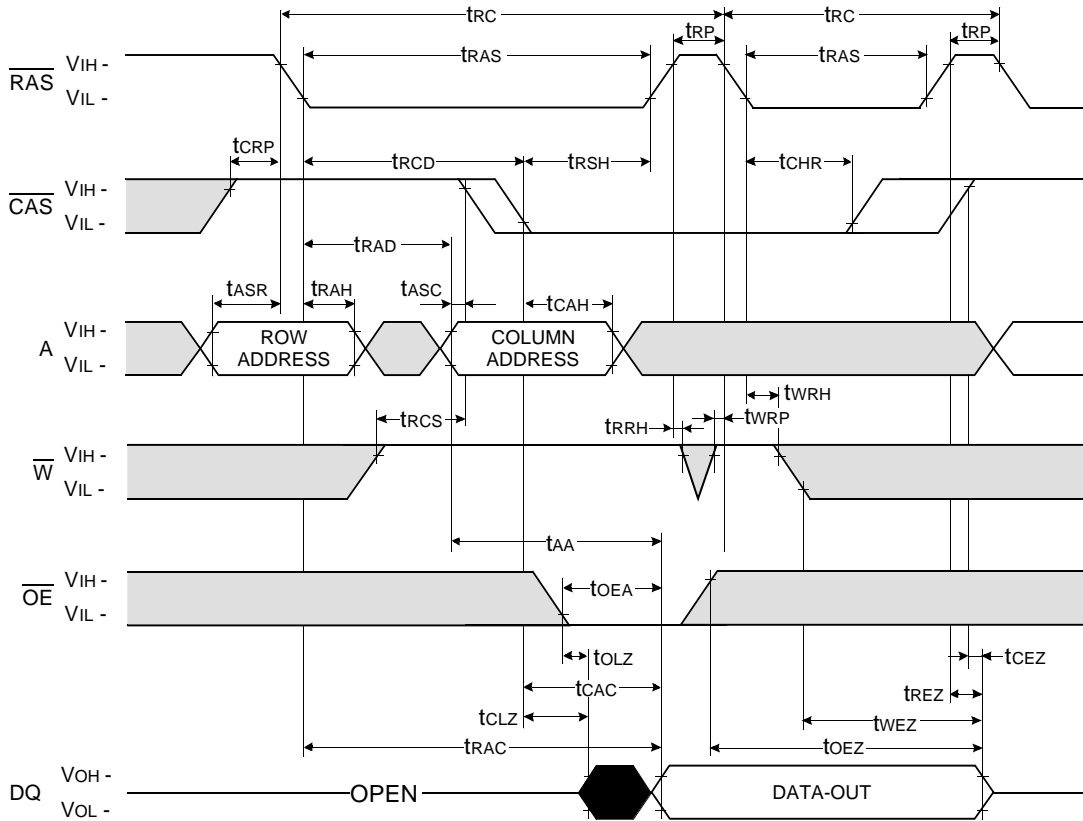 tRC tRC
tRP tRP
tRAS tRAS
RAS VIH -
VIL -
tCRP tRCD tRSH tCHR
CAS VIH -
VIL -
tRAD
tASR tRAH tASC tCAH
A VIH -
VIL -
ROW ADDRESS
COLUMN ADDRESS
tWRH
tRCS tRRH tWRP
W VIH -
VIL -
tAA
OE VIH -
VIL -
tOEA
tOLZ tCEZ
tCAC tREZ
tCLZ tWEZ
tRAC tOEZ
DQ VOH -
VOL -
OPEN DATA-OUT